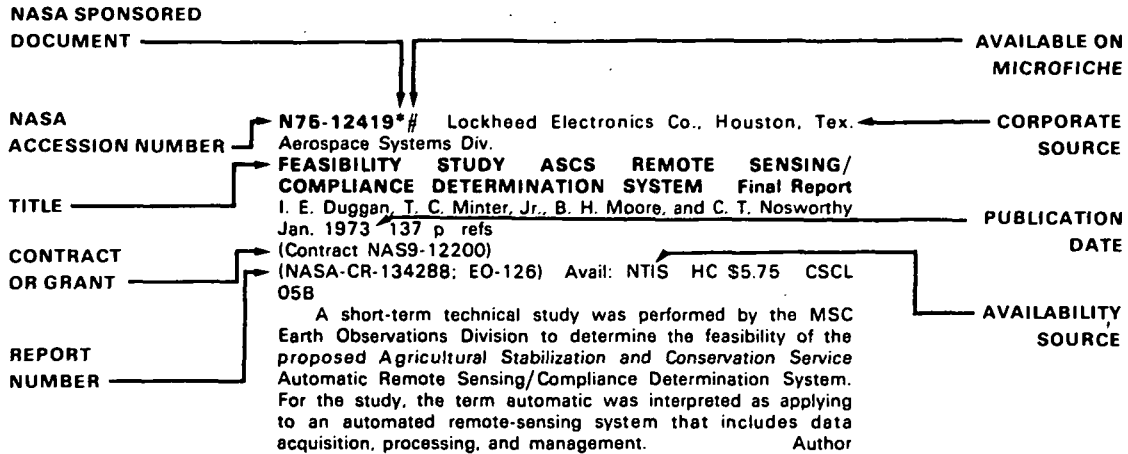 NASA SPONSORED
DOCUMENT
AVAILABLE ON
MICROFICHE
NASA
ACCESSION NUMBER
N75-12419*# Lockheed Electronics Co., Houston, Tex.
Aerospace Systems Div.
CORPORATE
SOURCE
TITLE
FEASIBILITY STUDY ASCS REMOTE SENSING/
COMPLIANCE DETERMINATION SYSTEM Final Report
I. E. Duggan, T. C. Minter, Jr., B. H. Moore, and C. T. Nosworthy
Jan. 1973 137 p refs
PUBLICATION
DATE
CONTRACT
OR GRANT
(Contract NAS9-12200)
(NASA-CR-134288; EO-126) Avail: NTIS HC $5.75 CSCL
05B
AVAILABILITY
SOURCE
REPORT
NUMBER
A short-term technical study was performed by the MSC
Earth Observations Division to determine the feasibility of the
proposed Agricultural Stabilization and Conservation Service
Automatic Remote Sensing/Compliance Determination System.
For the study, the term automatic was interpreted as applying
to an automated remote-sensing system that includes data
acquisition, processing, and management. Author